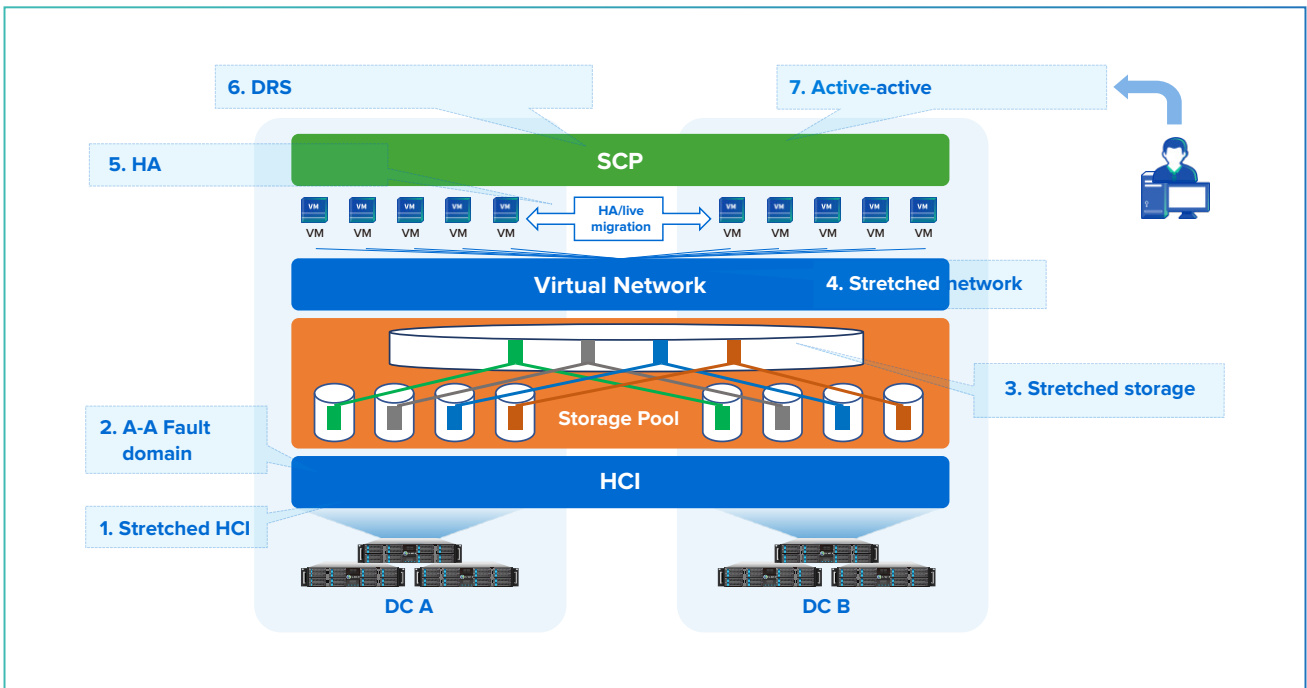 6. DRS
7. Active-active
SCP
5. HA
VM VM VM VM VM
HA/live
migration
VM VM VM VM VM
VM VM VM VM VM
VM VM VM VM VM
Virtual Network
4. Stretched network
3. Stretched storage
Storage Pool
2. A-A Fault
domain
HCI
1. Stretched HCI
DC A
DC B